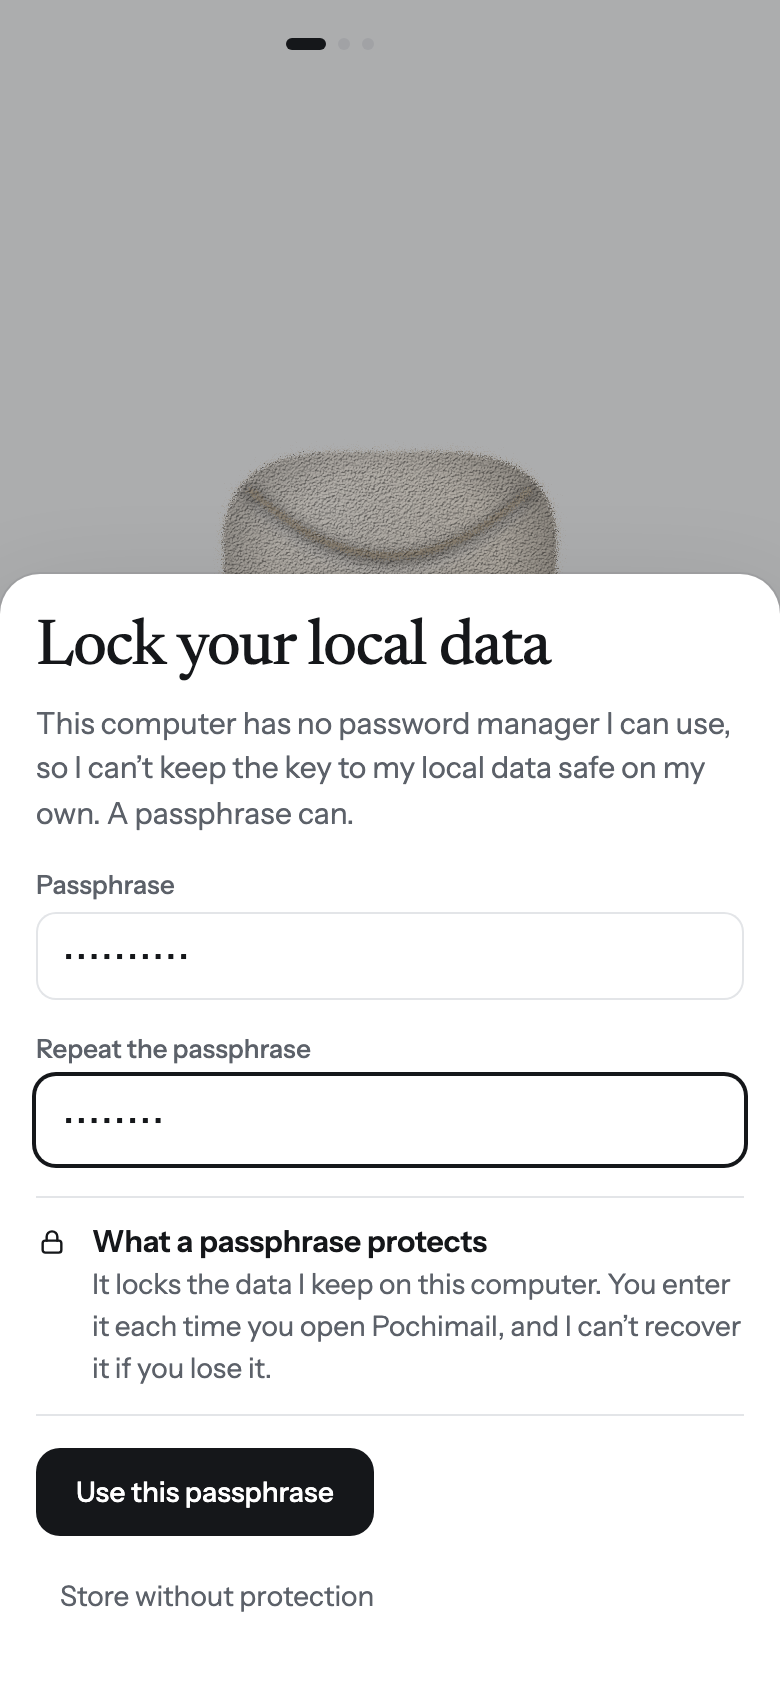 Lock your local data
This computer has no password manager I can use,
so I can’t keep the key to my local data safe on my
own. A passphrase can.
Passphrase
··········
Repeat the passphrase
········
What a passphrase protects
It locks the data I keep on this computer. You enter
it each time you open Pochimail, and I can’t recover
it if you lose it.
Use this passphrase
Store without protection